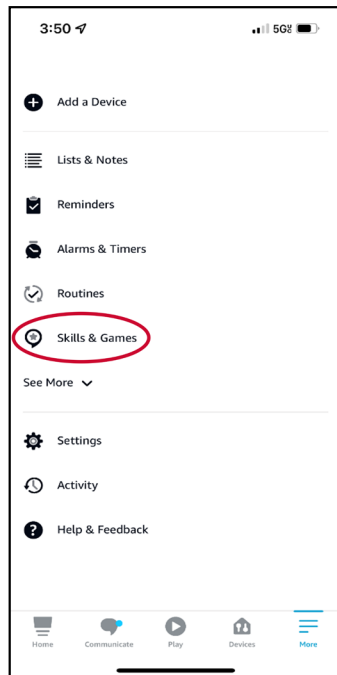 3:50
5G
Add a Device
Lists & Notes
Reminders
Alarms & Timers
Routines
Skills & Games
See More
Settings
Activity
Help & Feedback
Home Communicate Play Devices More